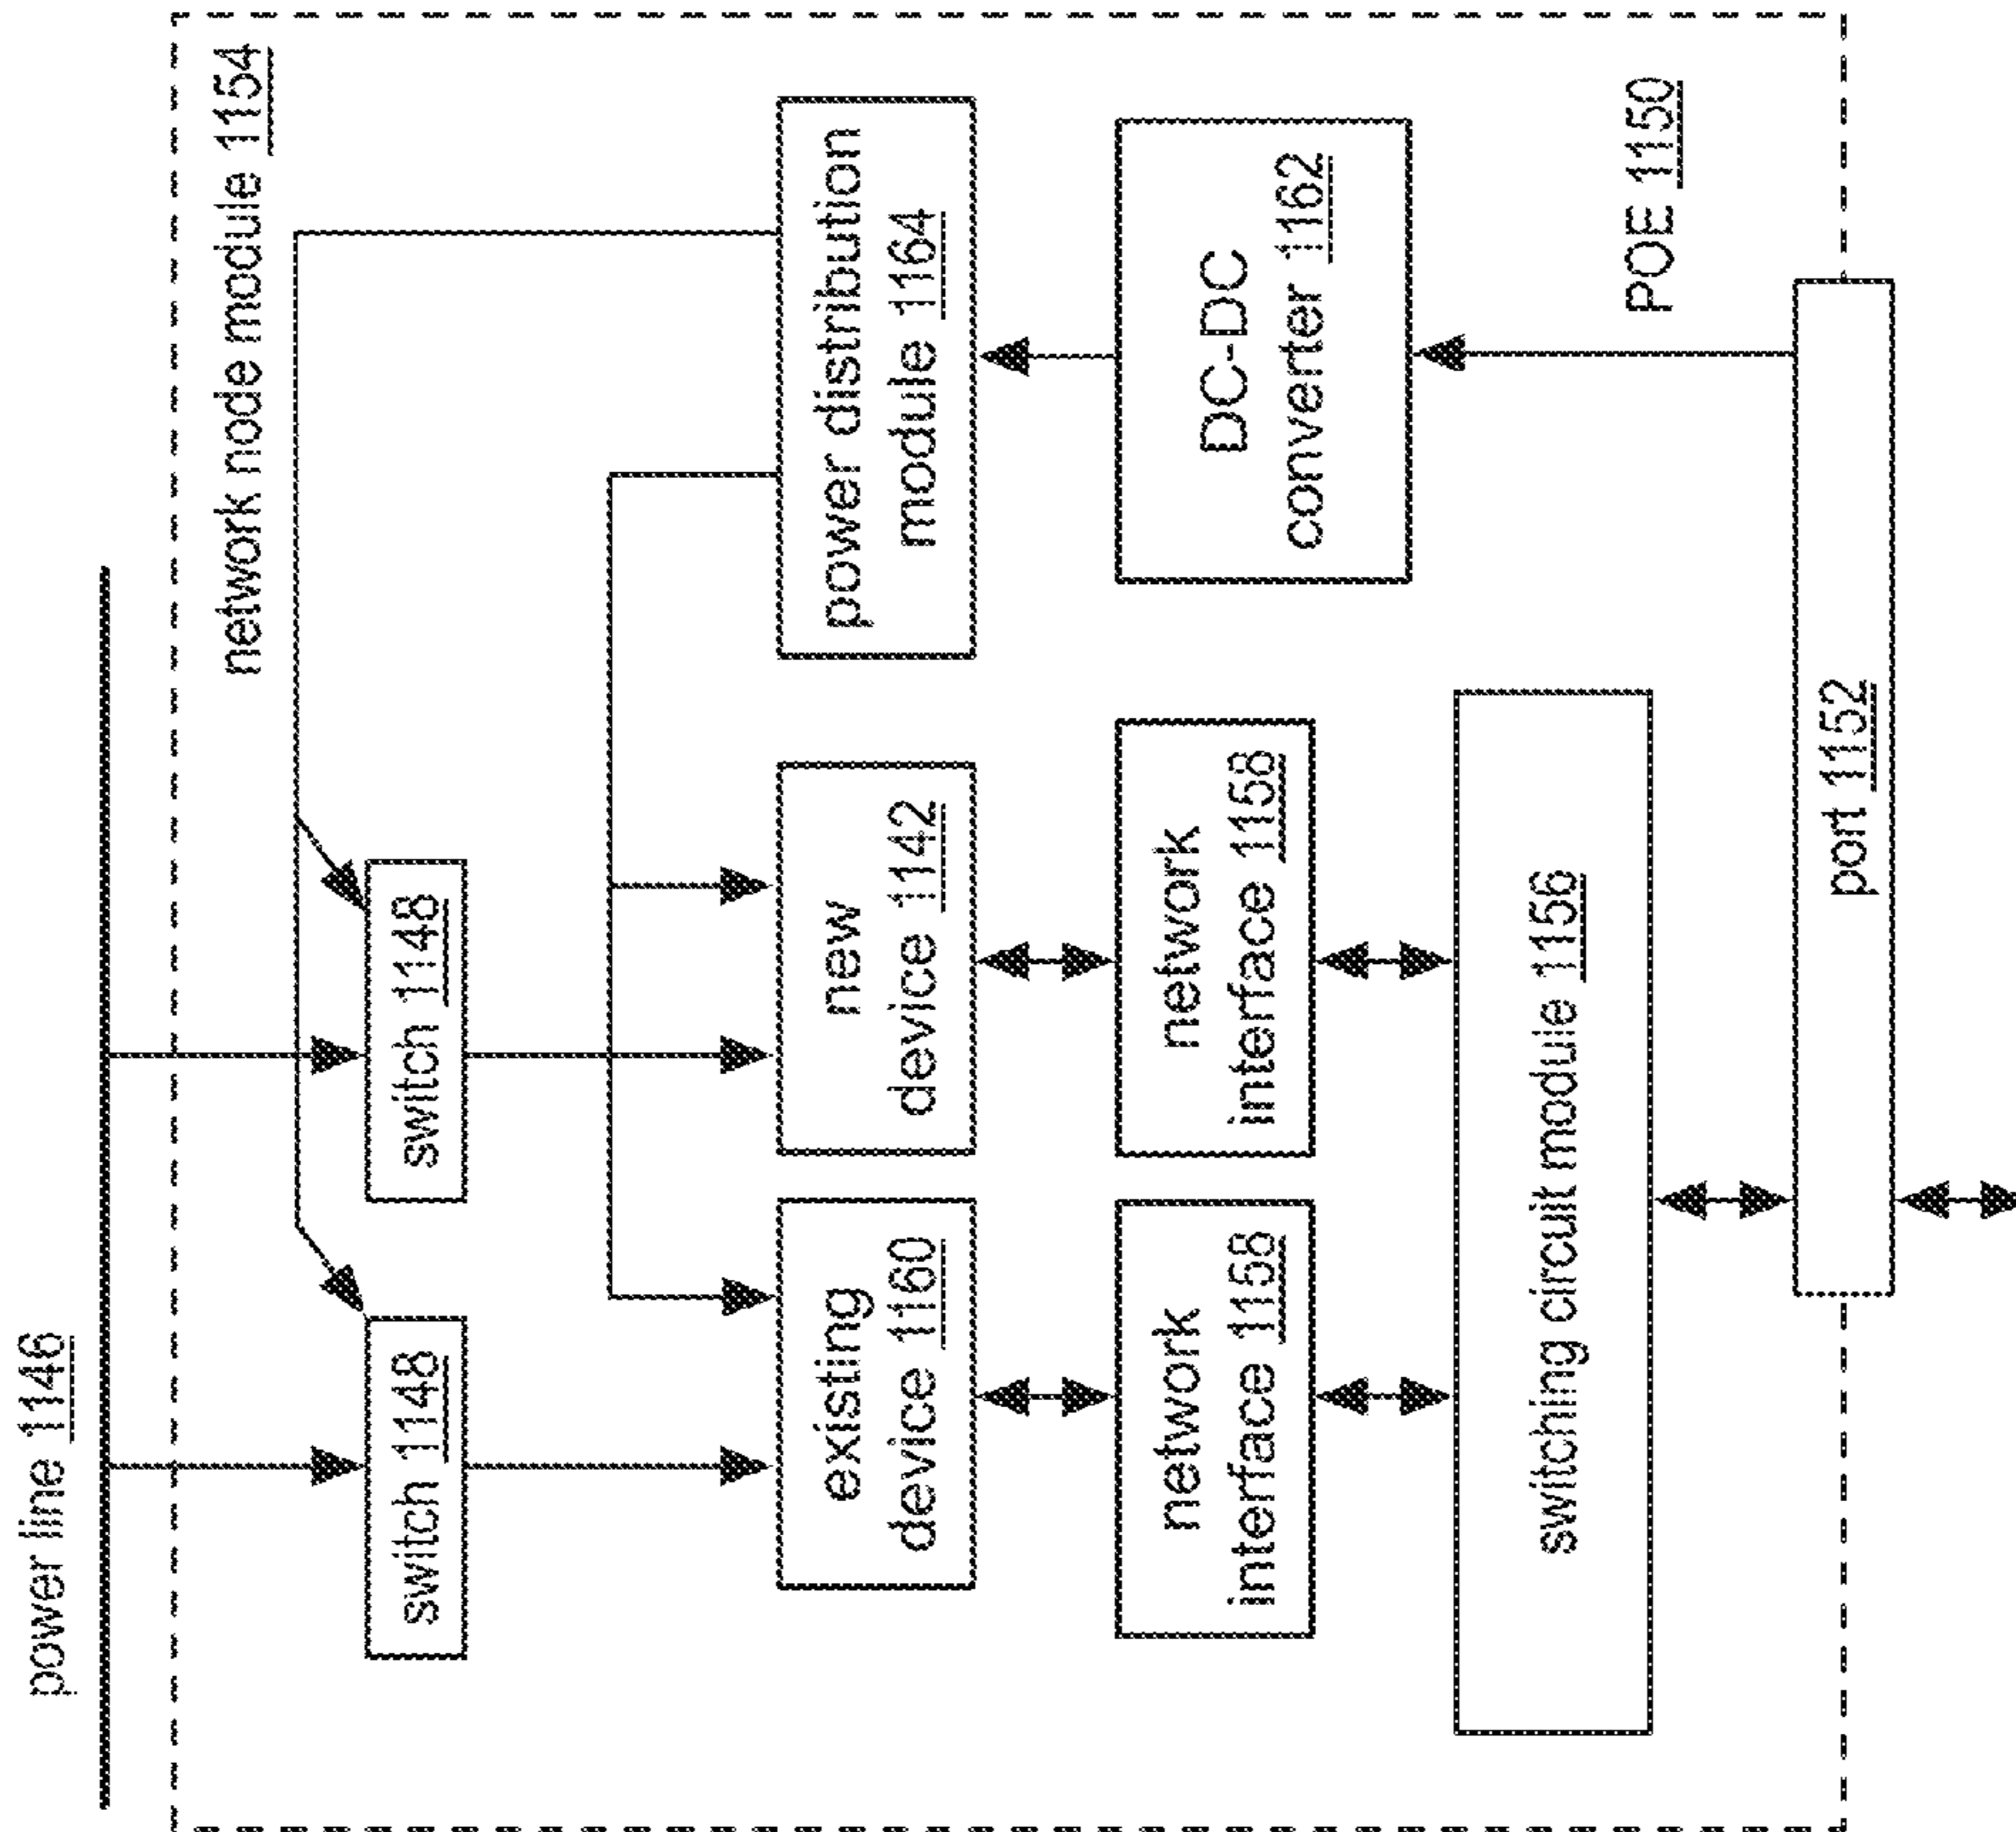 power line 1146
network node module 1154
switch 1148
switch 1148
existing
device 1160
new
device 1142
power distribution
module 1164
network
interface 1158
network
interface 1158
DC-DC
converter 1162
switching circuit module 1156
POE 1150
port 1152